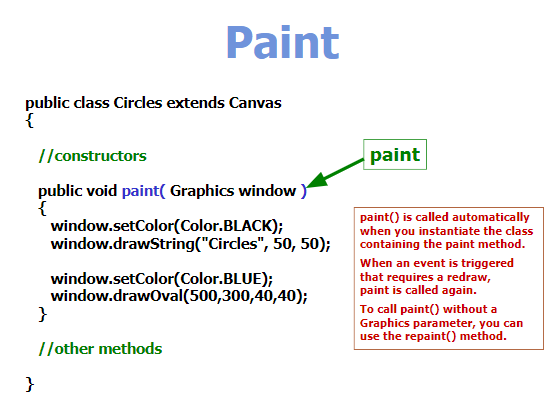 Paint
public class Circles extends Canvas
{
//constructors
paint
public void paint( Graphics window )
{
window.setColor(Color.BLACK);
window.drawString("Circles", 50, 50);
window.setColor(Color.BLUE);
window.drawOval(500,300,40,40);
}
//other methods
}
paint() is called automatically
when you instantiate the class
containing the paint method.
When an event is triggered
that requires a redraw,
paint is called again.
To call paint() without a
Graphics parameter, you can
use the repaint() method.